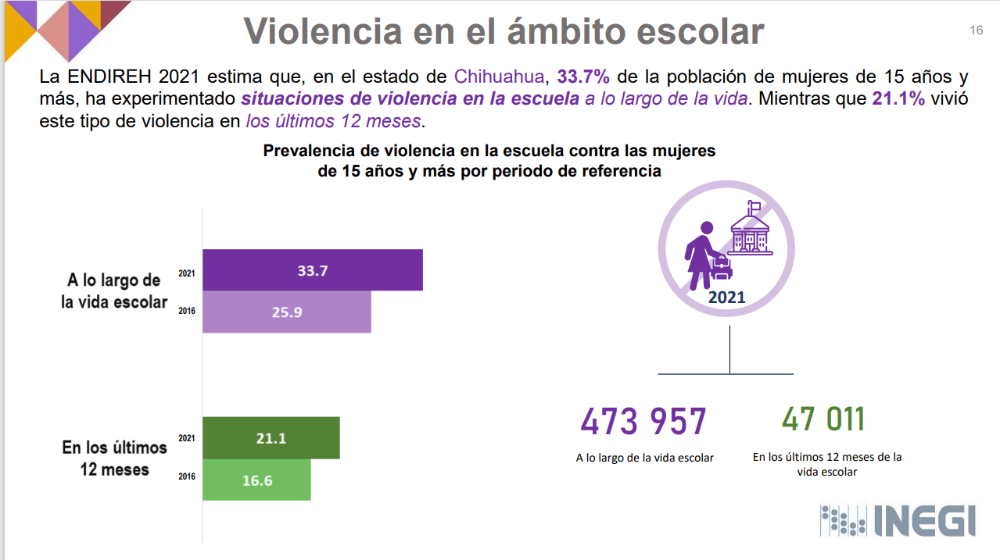 Violencia en el ámbito escolar
16
La ENDIREH 2021 estima que, en el estado de Chihuahua, 33.7% de la población de mujeres de 15 años y
más, ha experimentado situaciones de violencia en la escuela a lo largo de la vida. Mientras que 21.1% vivió
este tipo de violencia en los últimos 12 meses.
Prevalencia de violencia en la escuela contra las mujeres
de 15 años y más por periodo de referencia
A lo largo de
la vida escolar
2021
33.7
2016
25.9
En los últimos
12 meses
2021
21.1
2016
16.6
2021
473 957
A lo largo de la vida escolar
47 011
En los últimos 12 meses de la
vida escolar
INEGI